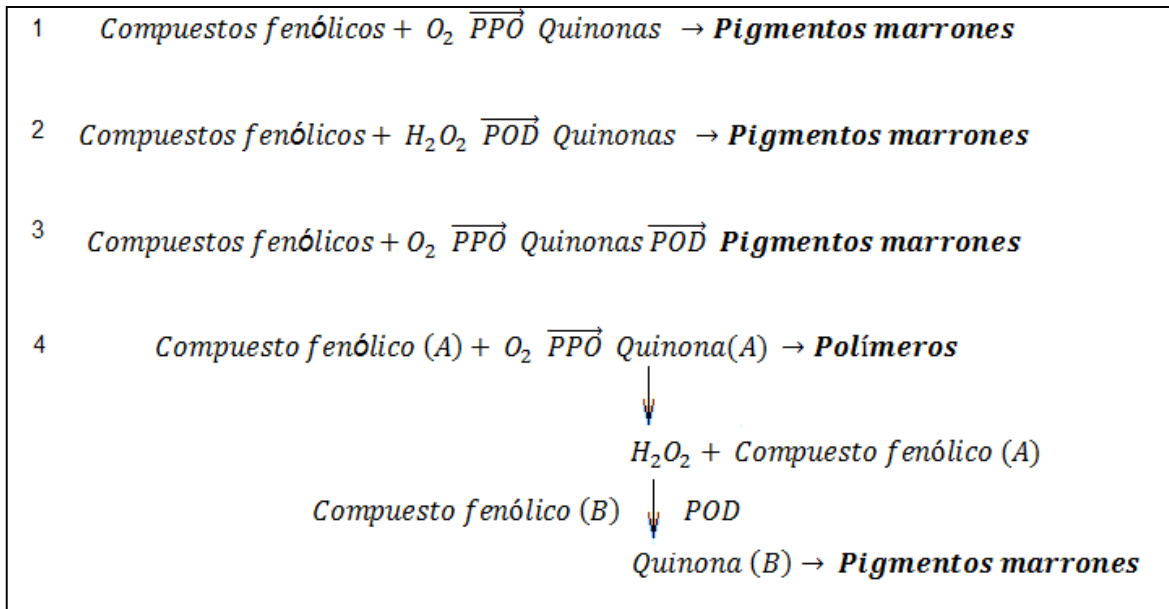 1 Compuestos fenólicos + O₂ PPO Quinonas → Pigmentos marrones
2 Compuestos fenólicos + H₂O₂ POD Quinonas → Pigmentos marrones
3 Compuestos fenólicos + O₂ PPO Quinonas POD Pigmentos marrones
4 Compuesto fenólico (A) + O₂ PPO Quinona(A) → Polímeros
H₂O₂ + Compuesto fenólico (A)
Compuesto fenólico (B) POD
Quinona (B) → Pigmentos marrones